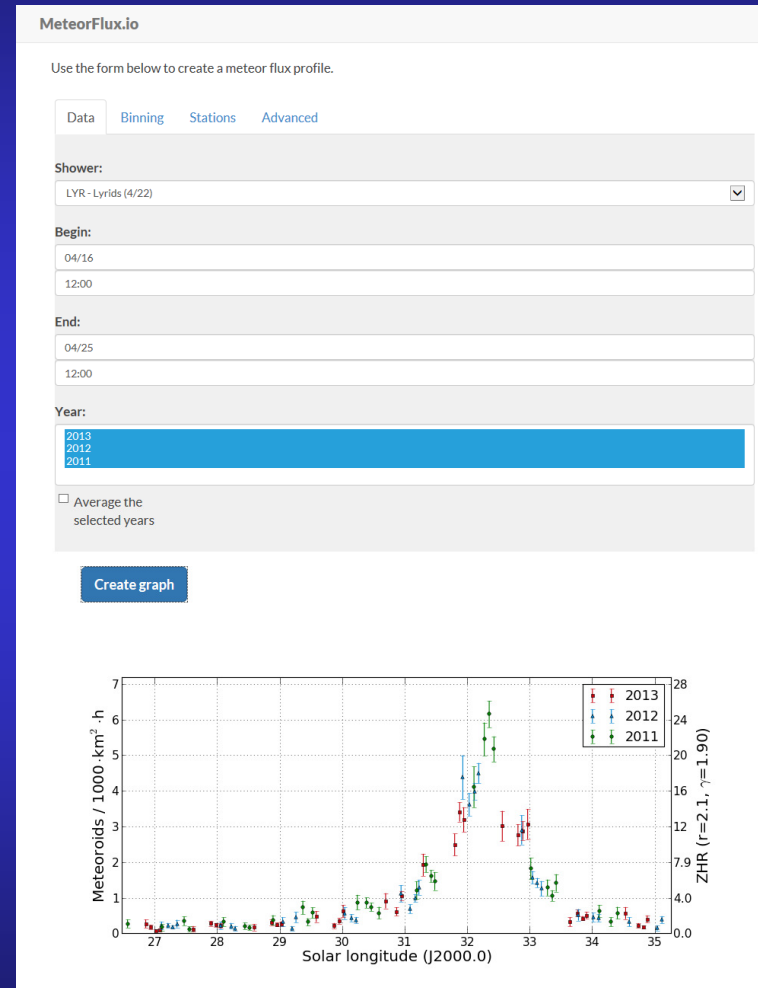 MeteorFlux.io
Use the form below to create a meteor flux profile.
Data Binning Stations Advanced
Shower:
LYR - Lyrids (4/22)
Begin:
04/16
12:00
End:
04/25
12:00
Year:
2013
2012
2011
Average the
selected years
Create graph
Meteoroids / 1000·km² ·h
7
6
5
4
3
2
1
0
2013
2012
2011
28
24
20
16
12
7.9
4.0
0.0
ZHR (r=2.1, γ=1.90)
27 28 29 30 31 32 33 34 35
Solar longitude (J2000.0)